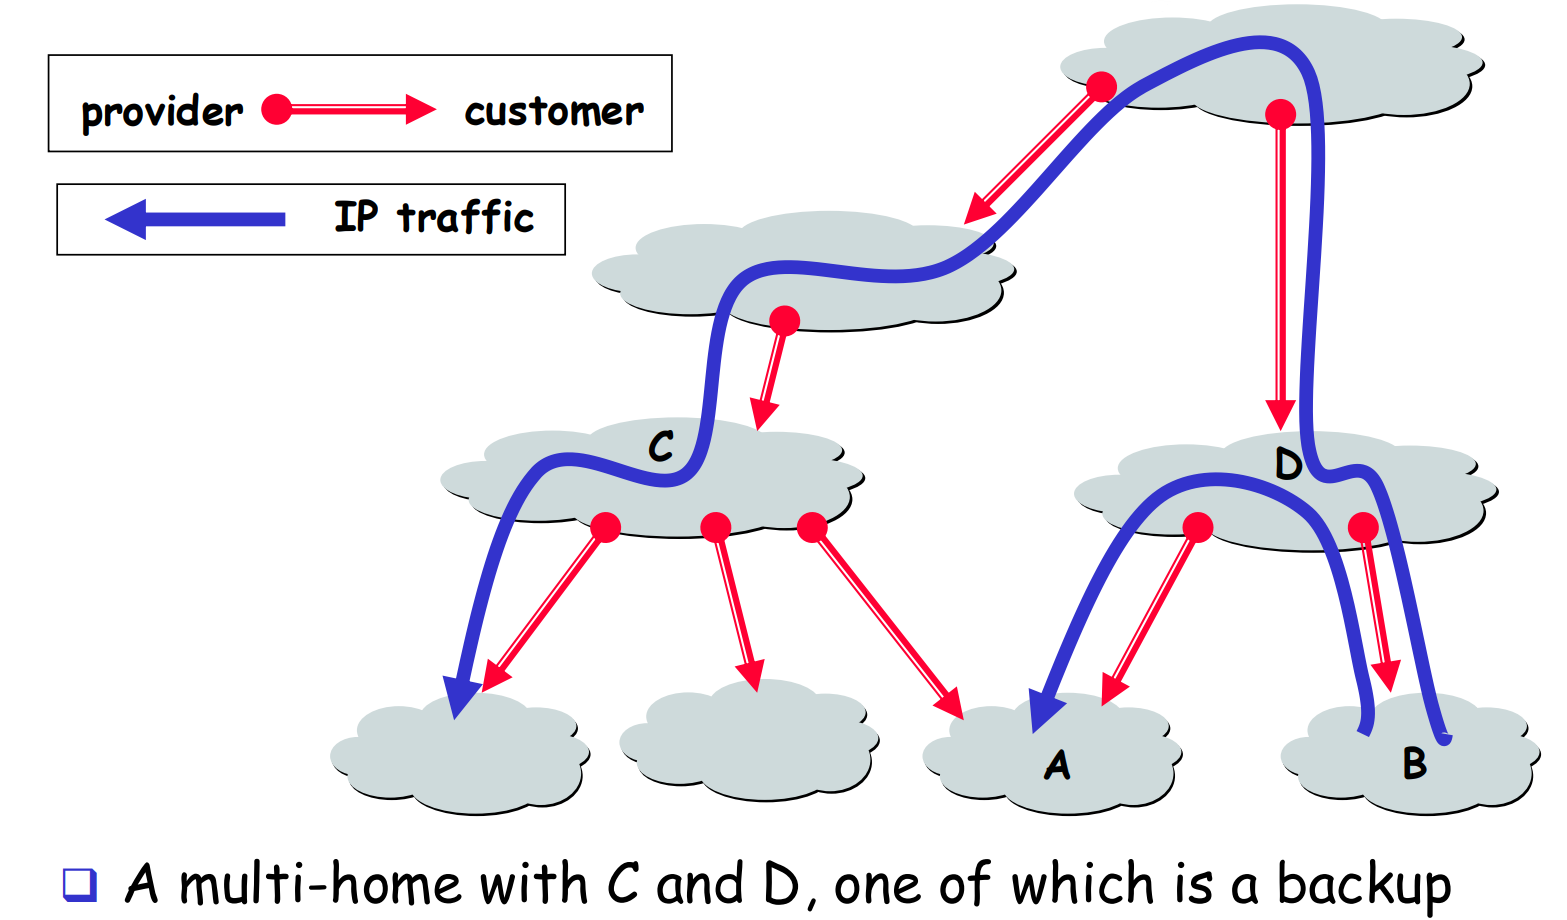 provider customer
IP traffic
C
D
A
B
A multi-home with C and D, one of which is a backup